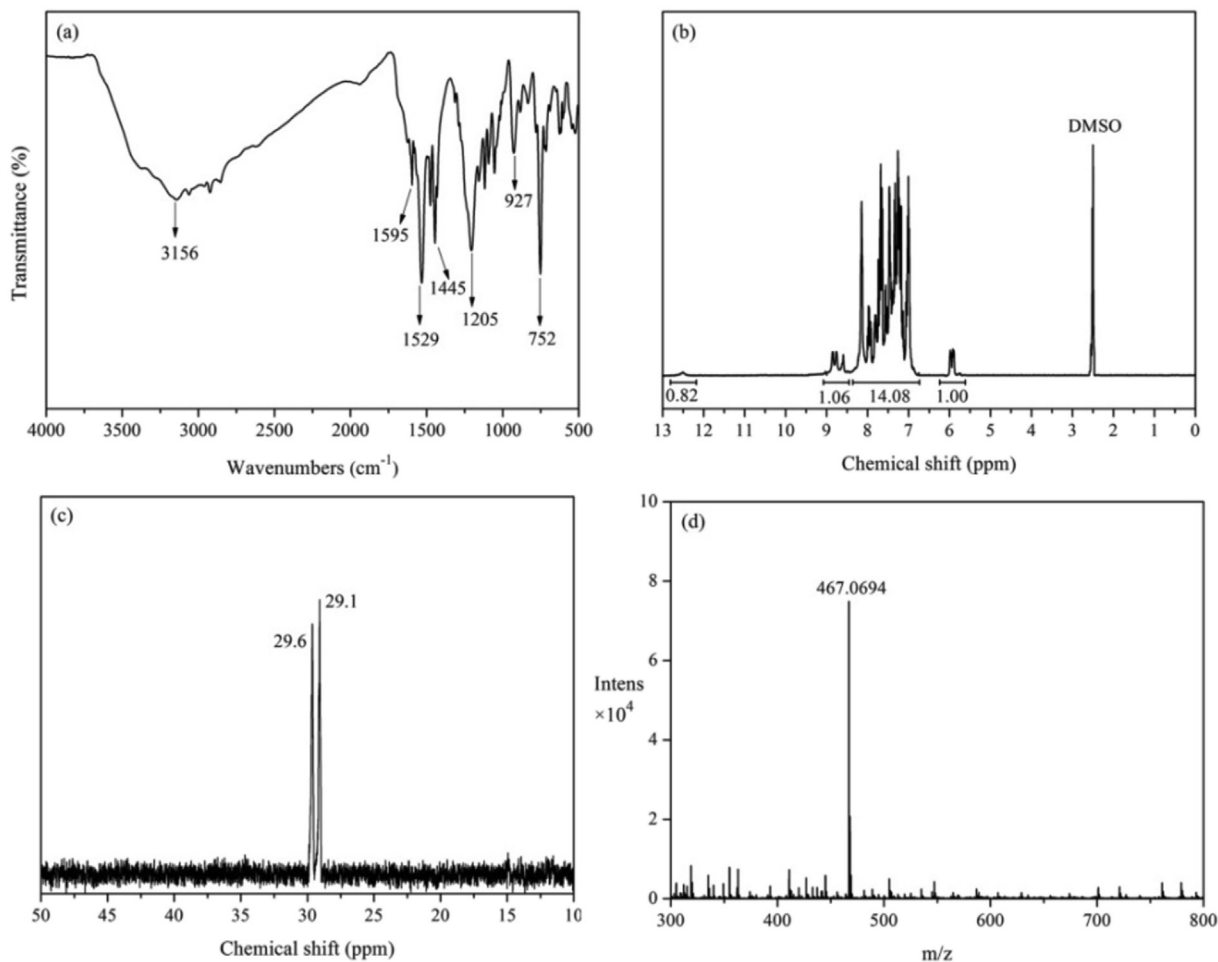 (a)
Transmittance (%)
3156
1595
1529
1445
1205
927
752
4000 3500 3000 2500 2000 1500 1000 500
Wavenumbers (cm-1)
(b)
DMSO
0.82 1.06 14.08 1.00
13 12 11 10 9 8 7 6 5 4 3 2 1 0
Chemical shift (ppm)
(c)
29.6
29.1
50 45 40 35 30 25 20 15 10
Chemical shift (ppm)
(d)
467.0694
Intens
×10^4
10
8
6
4
2
0
300 400 500 600 700 800
m/z